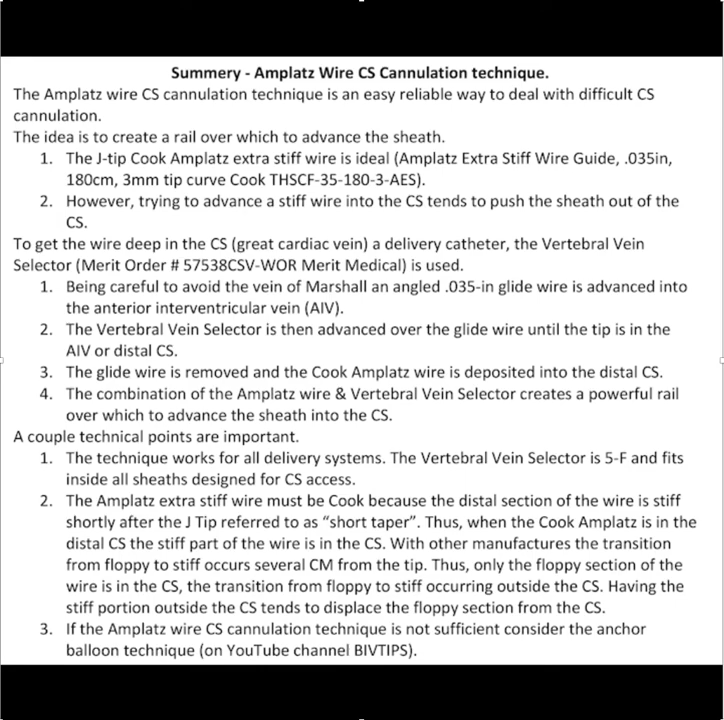 Summery - Amplatz Wire CS Cannulation technique.
The Amplatz wire CS cannulation technique is an easy reliable way to deal with difficult CS
cannulation.
The idea is to create a rail over which to advance the sheath.
1. The J-tip Cook Amplatz extra stiff wire is ideal (Amplatz Extra Stiff Wire Guide, .035in,
180cm, 3mm tip curve Cook THSCF-35-180-3-AES).
2. However, trying to advance a stiff wire into the CS tends to push the sheath out of the
CS.
To get the wire deep in the CS (great cardiac vein) a delivery catheter, the Vertebral Vein
Selector (Merit Order # 57538CSV-WOR Merit Medical) is used.
1. Being careful to avoid the vein of Marshall an angled .035-in glide wire is advanced into
the anterior interventricular vein (AIV).
2. The Vertebral Vein Selector is then advanced over the glide wire until the tip is in the
AIV or distal CS.
3. The glide wire is removed and the Cook Amplatz wire is deposited into the distal CS.
4. The combination of the Amplatz wire & Vertebral Vein Selector creates a powerful rail
over which to advance the sheath into the CS.
A couple technical points are important.
1. The technique works for all delivery systems. The Vertebral Vein Selector is 5-F and fits
inside all sheaths designed for CS access.
2. The Amplatz extra stiff wire must be Cook because the distal section of the wire is stiff
shortly after the J Tip referred to as “short taper”. Thus, when the Cook Amplatz is in the
distal CS the stiff part of the wire is in the CS. With other manufactures the transition
from floppy to stiff occurs several CM from the tip. Thus, only the floppy section of the
wire is in the CS, the transition from floppy to stiff occurring outside the CS. Having the
stiff portion outside the CS tends to displace the floppy section from the CS.
3. If the Amplatz wire CS cannulation technique is not sufficient consider the anchor
balloon technique (on YouTube channel BIVTIPS).